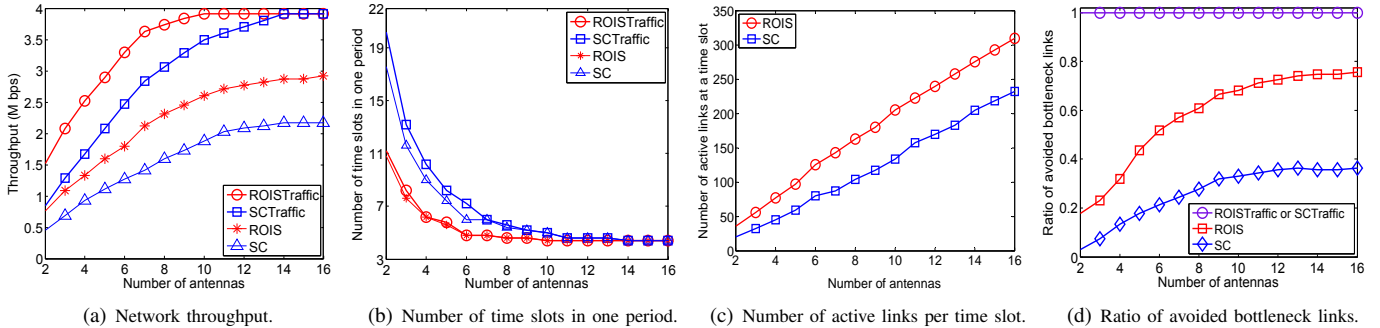 4
3.5
3
2.5
2
1.5
1
0.5
0
Throughput (M bps)
ROISTraffic
SCTraffic
ROIS
SC
2 4 6 8 10 12 14 16
Number of antennas
(a) Network throughput.
22
19
15
11
7
3
Number of time slots in one period
ROISTraffic
SCTraffic
ROIS
SC
2 4 6 8 10 12 14 16
Number of antennas
(b) Number of time slots in one period.
350
300
250
200
150
100
50
0
Number of active links at a time slot
ROIS
SC
2 4 6 8 10 12 14 16
Number of antennas
(c) Number of active links per time slot.
1
0.8
0.6
0.4
0.2
0
Ratio of avoided bottleneck links
ROISTraffic or SCTraffic
ROIS
SC
2 4 6 8 10 12 14 16
Number of antennas
(d) Ratio of avoided bottleneck links.